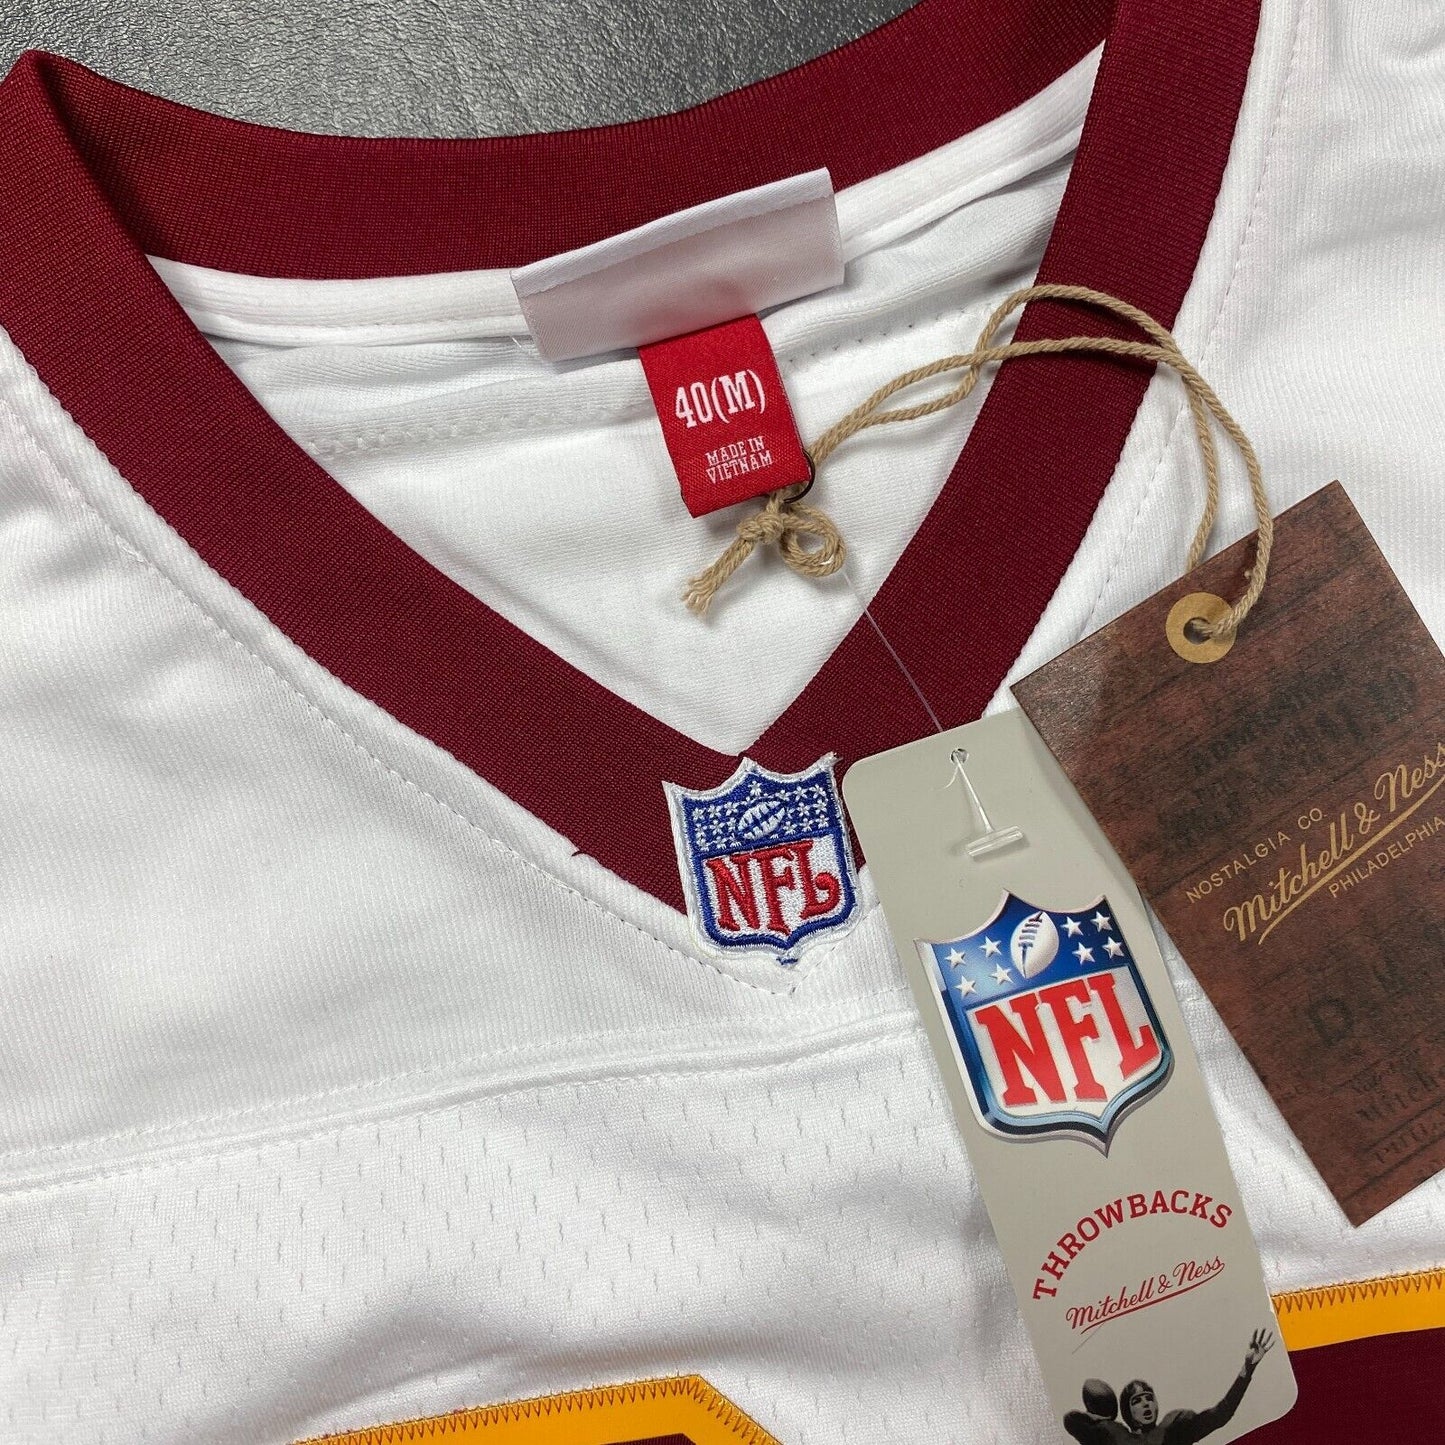 40(M)
MADE IN
VIETNAM
NFL
NFL
THROWBACKS
Mitchell & Ness
NOSTALGIA CO.
Mitchell & Ness
PHILADELPHIA